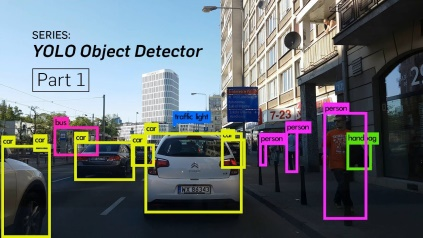 SERIES:
YOLO Object Detector
Part 1
traffic light
7-23
person
person
person
handbag
bus
car
car
car
car
car
car
WX 86343